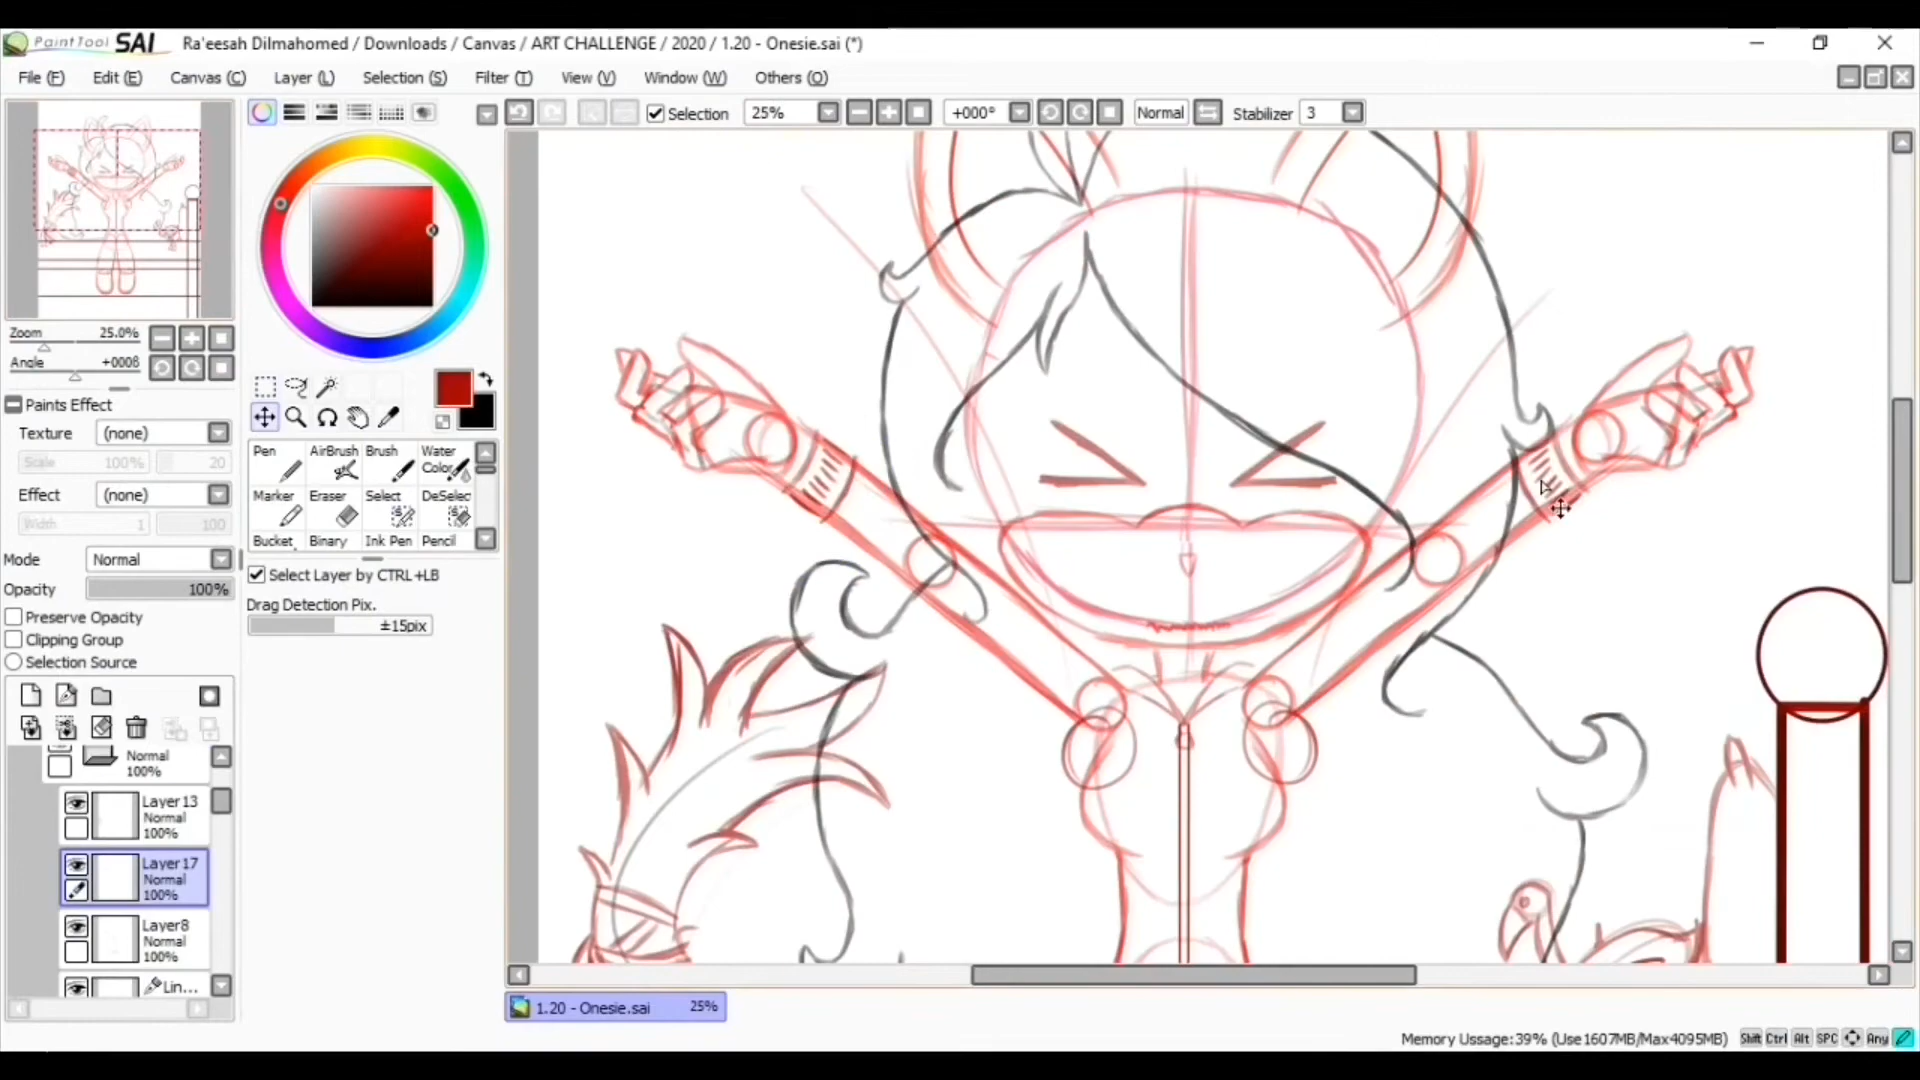 PaintTool SAI Ra'eesah Dilmahomed / Downloads / Canvas / ART CHALLENGE / 2020 / 1.20 - Onesie.sai (*)
File (F) Edit (E) Canvas (C) Layer (L) Selection (S) Filter (T) View (V) Window (W) Others (O)
Selection 25% +000° Normal Stabilizer 3
Zoom 25.0%
Angle +000ß
Paints Effect
Texture (none)
Scale 100% 20
Effect (none)
Width 1 100
Mode Normal
Opacity 100%
Preserve Opacity
Clipping Group
Selection Source
Normal
100%
Layer13
Normal
100%
Layer17
Normal
100%
Layer8
Normal
100%
Lin...
Pen AirBrush Brush Water
Color
Marker Eraser Select DeSelec
Bucket Binary Ink Pen Pencil
Select Layer by CTRL+LB
Drag Detection Pix.
±15pix
1.20 - Onesie.sai 25%
Memory Ussage:39% (Use1607MB/Max4095MB) Shift Ctrl Alt SPC Any